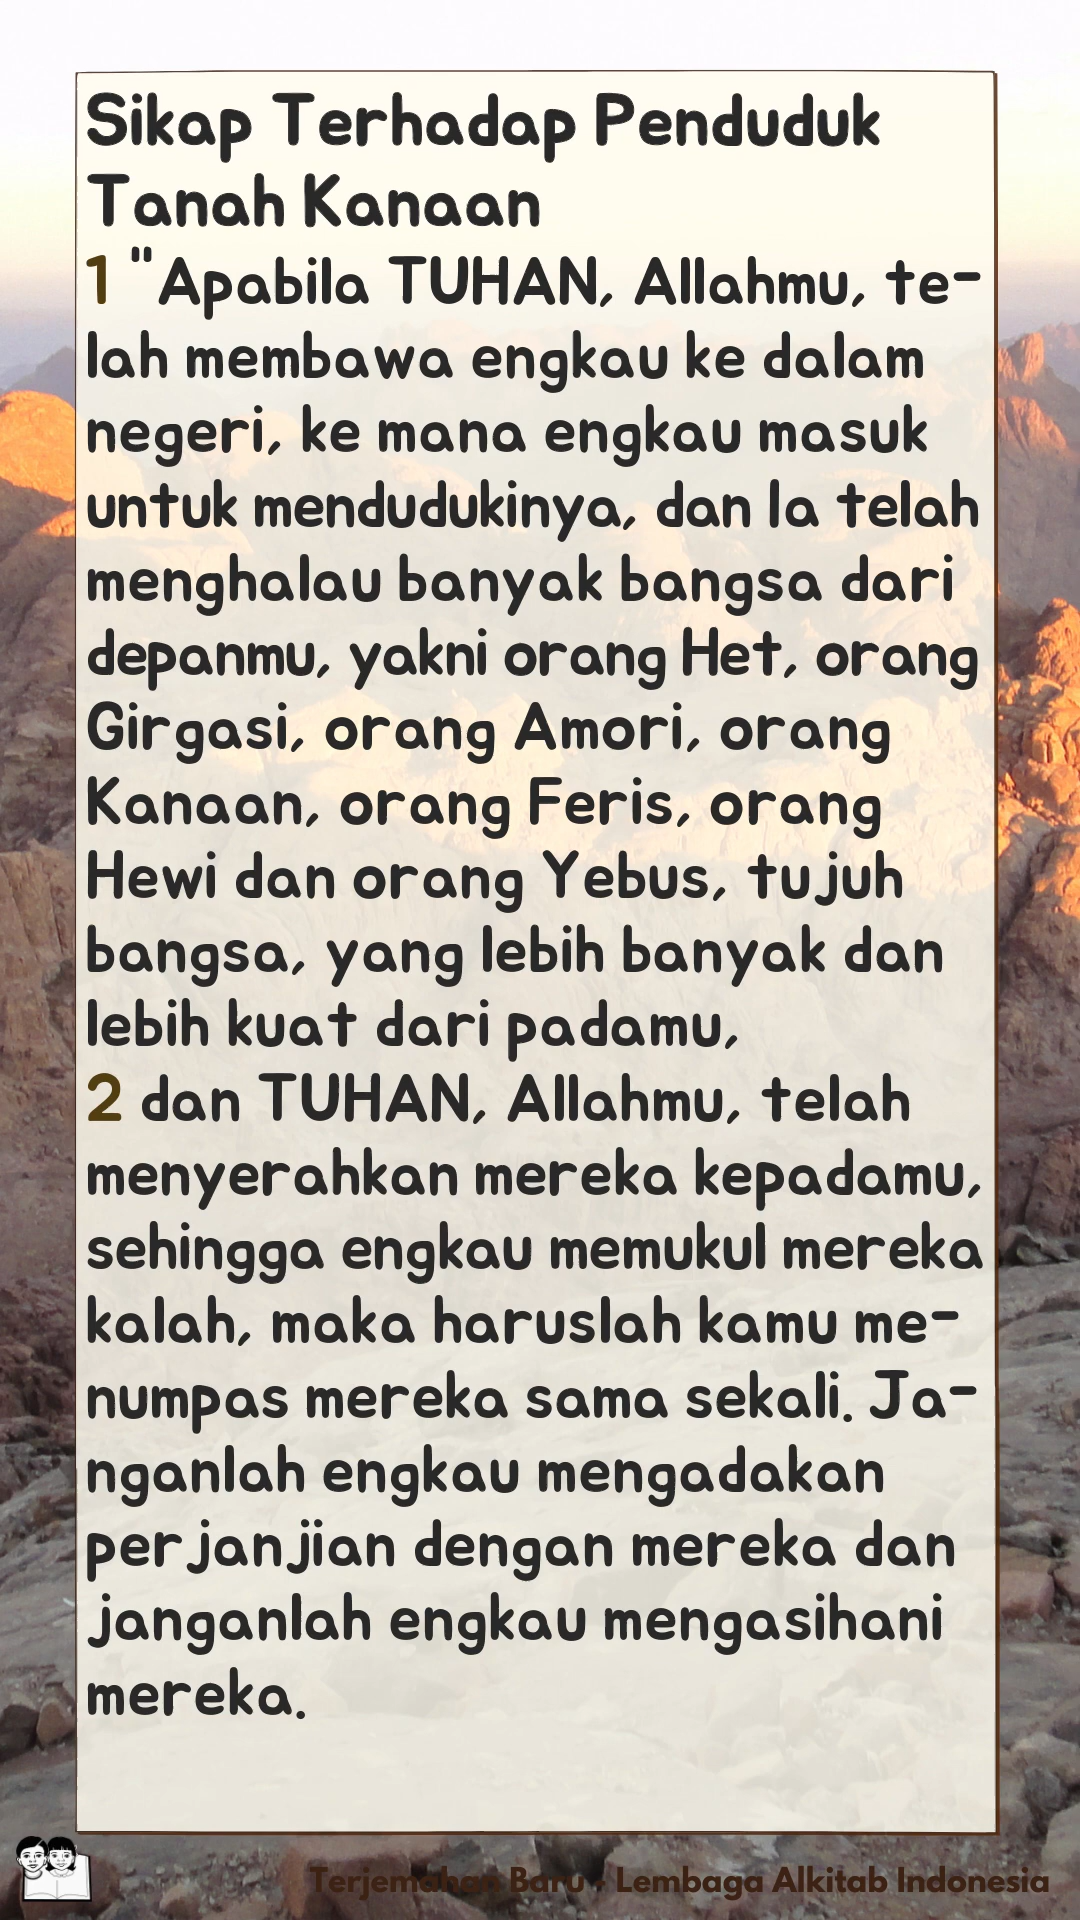 Sikap Terhadap Penduduk
Tanah Kanaan
1 "Apabila TUHAN, Allahmu, te-
lah membawa engkau ke dalam
negeri, ke mana engkau masuk
untuk mendudukinya, dan Ia telah
menghalau banyak bangsa dari
depanmu, yakni orang Het, orang
Girgasi, orang Amori, orang
Kanaan, orang Feris, orang
Hewi dan orang Yebus, tujuh
bangsa, yang lebih banyak dan
lebih kuat dari padamu,
2 dan TUHAN, Allahmu, telah
menyerahkan mereka kepadamu,
sehingga engkau memukul mereka
kalah, maka haruslah kamu me-
numpas mereka sama sekali. Ja-
nganlah engkau mengadakan
perjanjian dengan mereka dan
janganlah engkau mengasihani
mereka.
Terjemahan Baru - Lembaga Alkitab Indonesia